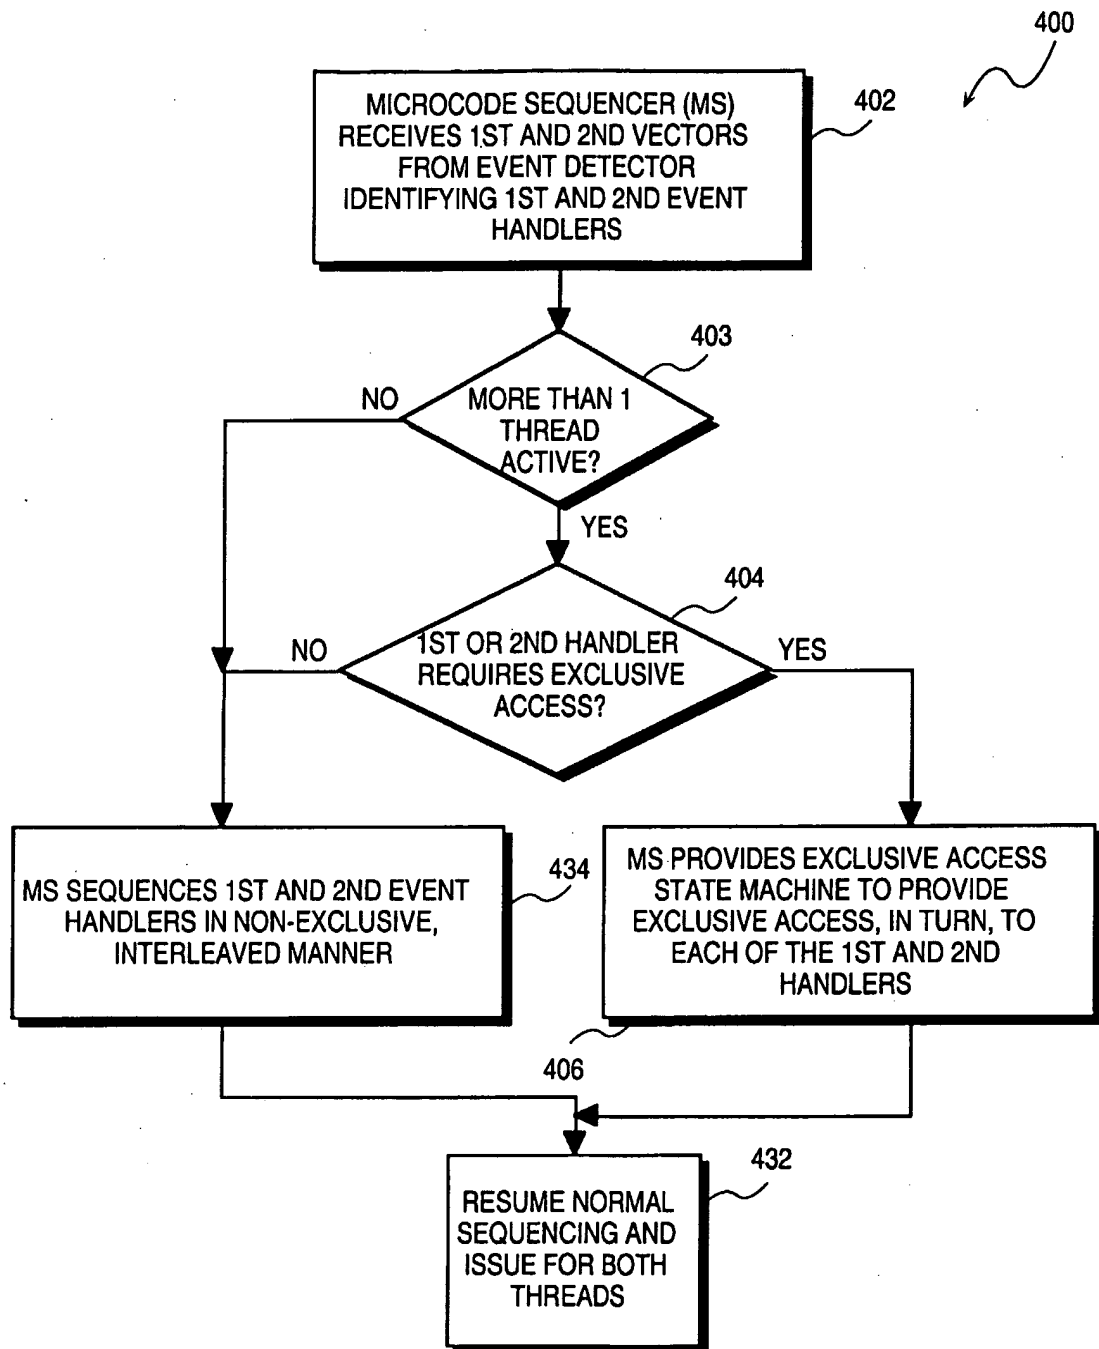 400
MICROCODE SEQUENCER (MS)
RECEIVES 1ST AND 2ND VECTORS
FROM EVENT DETECTOR
IDENTIFYING 1ST AND 2ND EVENT
HANDLERS
402
403
NO
MORE THAN 1
THREAD
ACTIVE?
YES
404
NO
1ST OR 2ND HANDLER
REQUIRES EXCLUSIVE
ACCESS?
YES
MS SEQUENCES 1ST AND 2ND EVENT
HANDLERS IN NON-EXCLUSIVE,
INTERLEAVED MANNER
434
MS PROVIDES EXCLUSIVE ACCESS
STATE MACHINE TO PROVIDE
EXCLUSIVE ACCESS, IN TURN, TO
EACH OF THE 1ST AND 2ND
HANDLERS
406
RESUME NORMAL
SEQUENCING AND
ISSUE FOR BOTH
THREADS
432